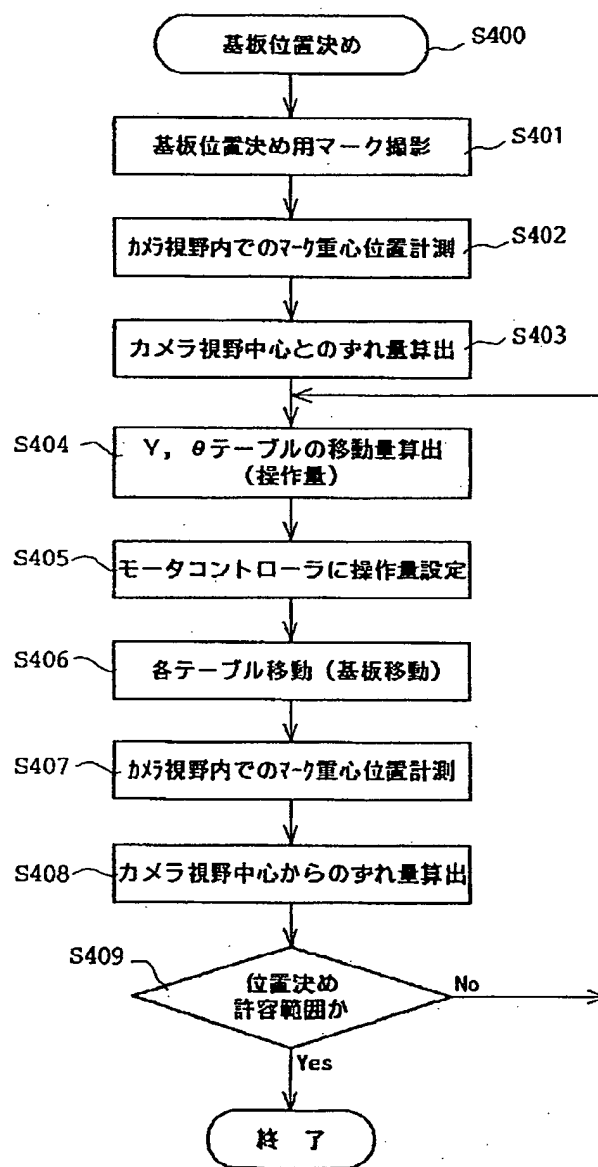 基板位置決め
S400
基板位置決め用マーク撮影
S401
ｶﾒﾗ視野内でのﾏｰｸ重心位置計測
S402
カメラ視野中心とのずれ量算出
S403
S404
Y, θテーブルの移動量算出
(操作量)
S405
モータコントローラに操作量設定
S406
各テーブル移動 (基板移動)
S407
ｶﾒﾗ視野内でのﾏｰｸ重心位置計測
S408
カメラ視野中心からのずれ量算出
S409
位置決め
許容範囲か
No
Yes
終 了